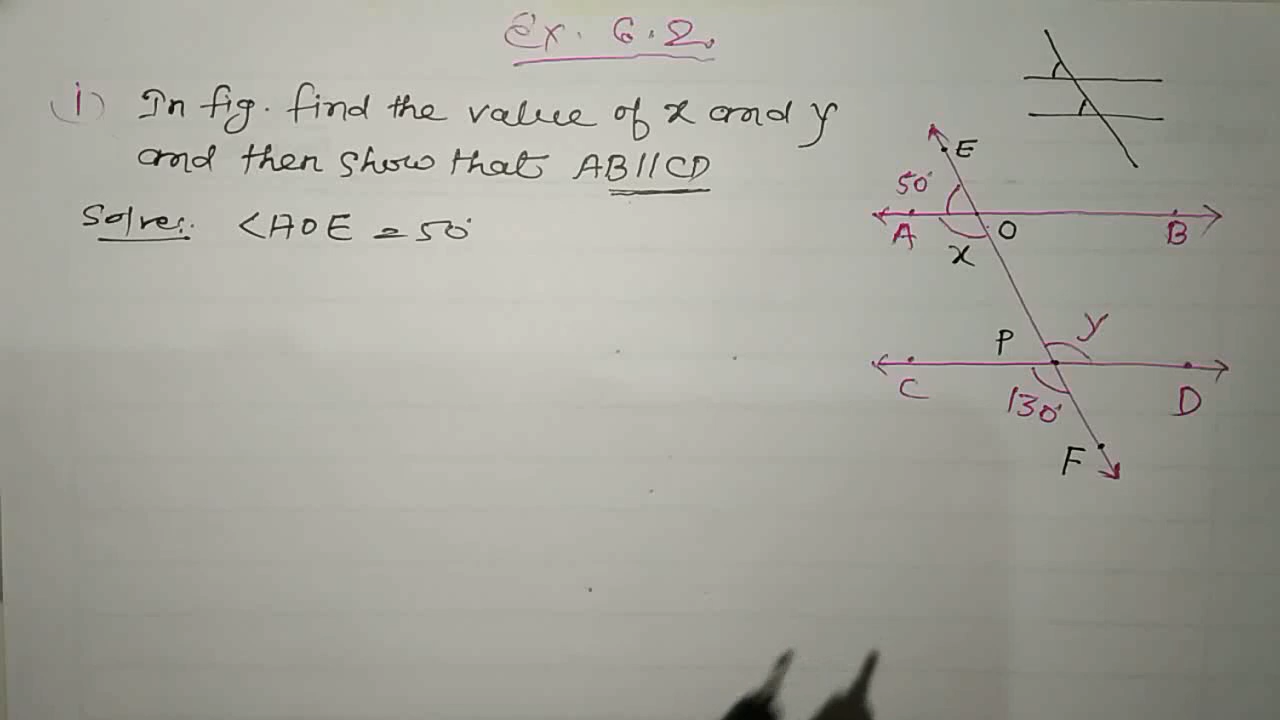 Ex. 6.2.
(i) In fig. find the value of x and y
and then show that AB//CD
Solve:. <AOE = 50°
E
50°
A
O
B
x
P
y
C
130°
D
F